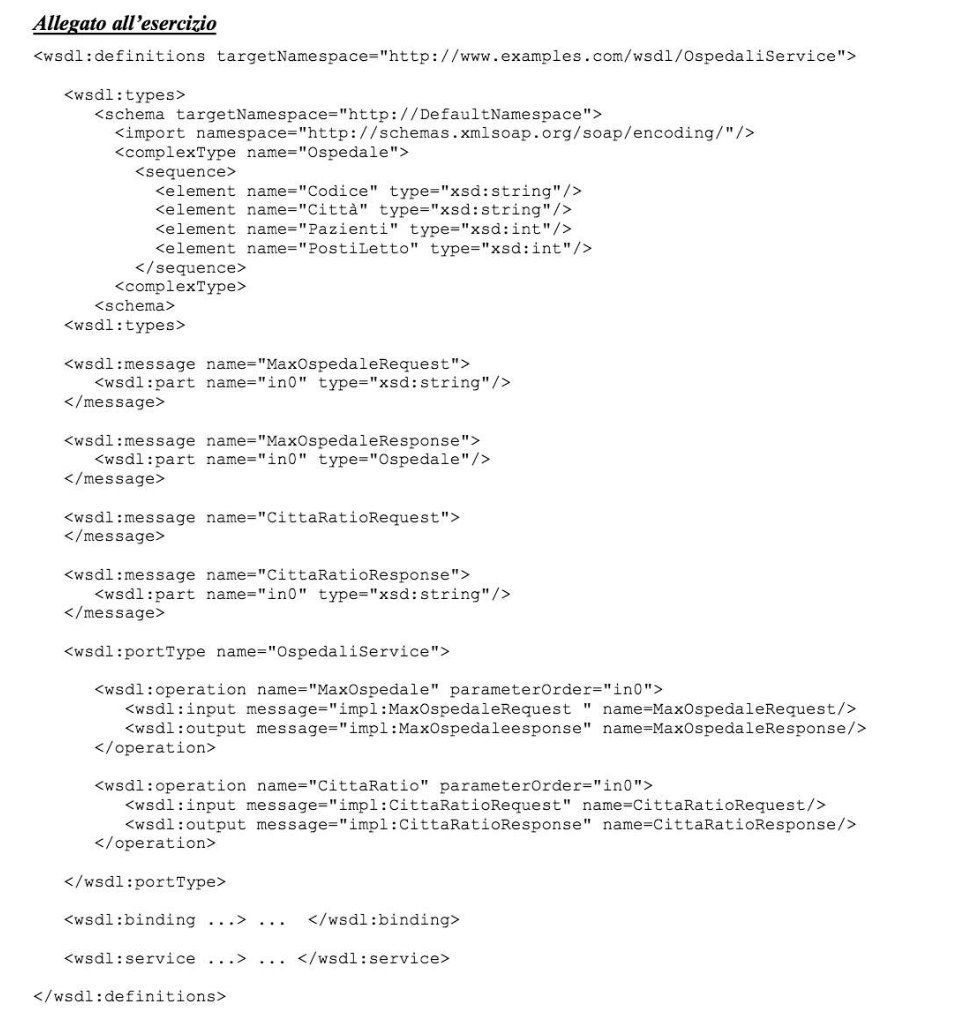 Allegato all’esercizio
<wsdl:definitions targetNamespace="http://www.examples.com/wsdl/OspedaliService">
<wsdl:types>
<schema targetNamespace="http://DefaultNamespace">
<import namespace="http://schemas.xmlsoap.org/soap/encoding/"/>
<complexType name="Ospedale">
<sequence>
<element name="Codice" type="xsd:string"/>
<element name="Città" type="xsd:string"/>
<element name="Pazienti" type="xsd:int"/>
<element name="PostiLetto" type="xsd:int"/>
</sequence>
<complexType>
<schema>
<wsdl:types>
<wsdl:message name="MaxOspedaleRequest">
<wsdl:part name="in0" type="xsd:string"/>
</message>
<wsdl:message name="MaxOspedaleResponse">
<wsdl:part name="in0" type="Ospedale"/>
</message>
<wsdl:message name="CittaRatioRequest">
</message>
<wsdl:message name="CittaRatioResponse">
<wsdl:part name="in0" type="xsd:string"/>
</message>
<wsdl:portType name="OspedaliService">
<wsdl:operation name="MaxOspedale" parameterOrder="in0">
<wsdl:input message="impl:MaxOspedaleRequest " name=MaxOspedaleRequest/>
<wsdl:output message="impl:MaxOspedaleesponse" name=MaxOspedaleResponse/>
</operation>
<wsdl:operation name="CittaRatio" parameterOrder="in0">
<wsdl:input message="impl:CittaRatioRequest" name=CittaRatioRequest/>
<wsdl:output message="impl:CittaRatioResponse" name=CittaRatioResponse/>
</operation>
</wsdl:portType>
<wsdl:binding ...> ... </wsdl:binding>
<wsdl:service ...> ... </wsdl:service>
</wsdl:definitions>